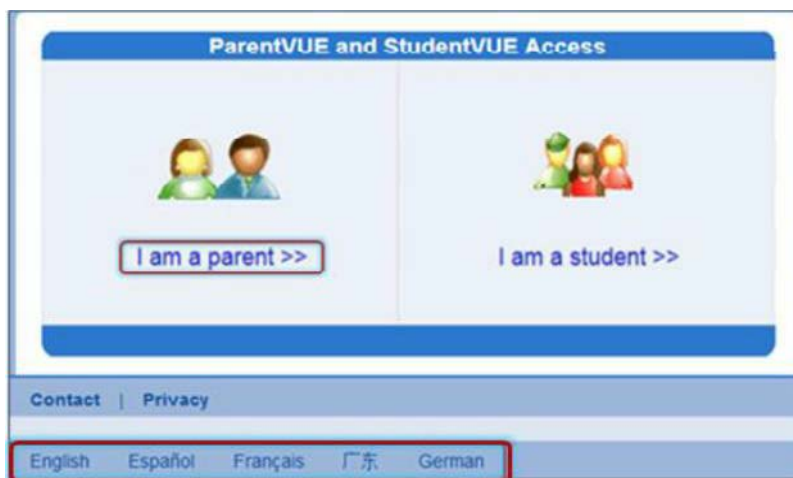 ParentVUE and StudentVUE Access
I am a parent >>
I am a student >>
Contact | Privacy
English Español Français 广东 German